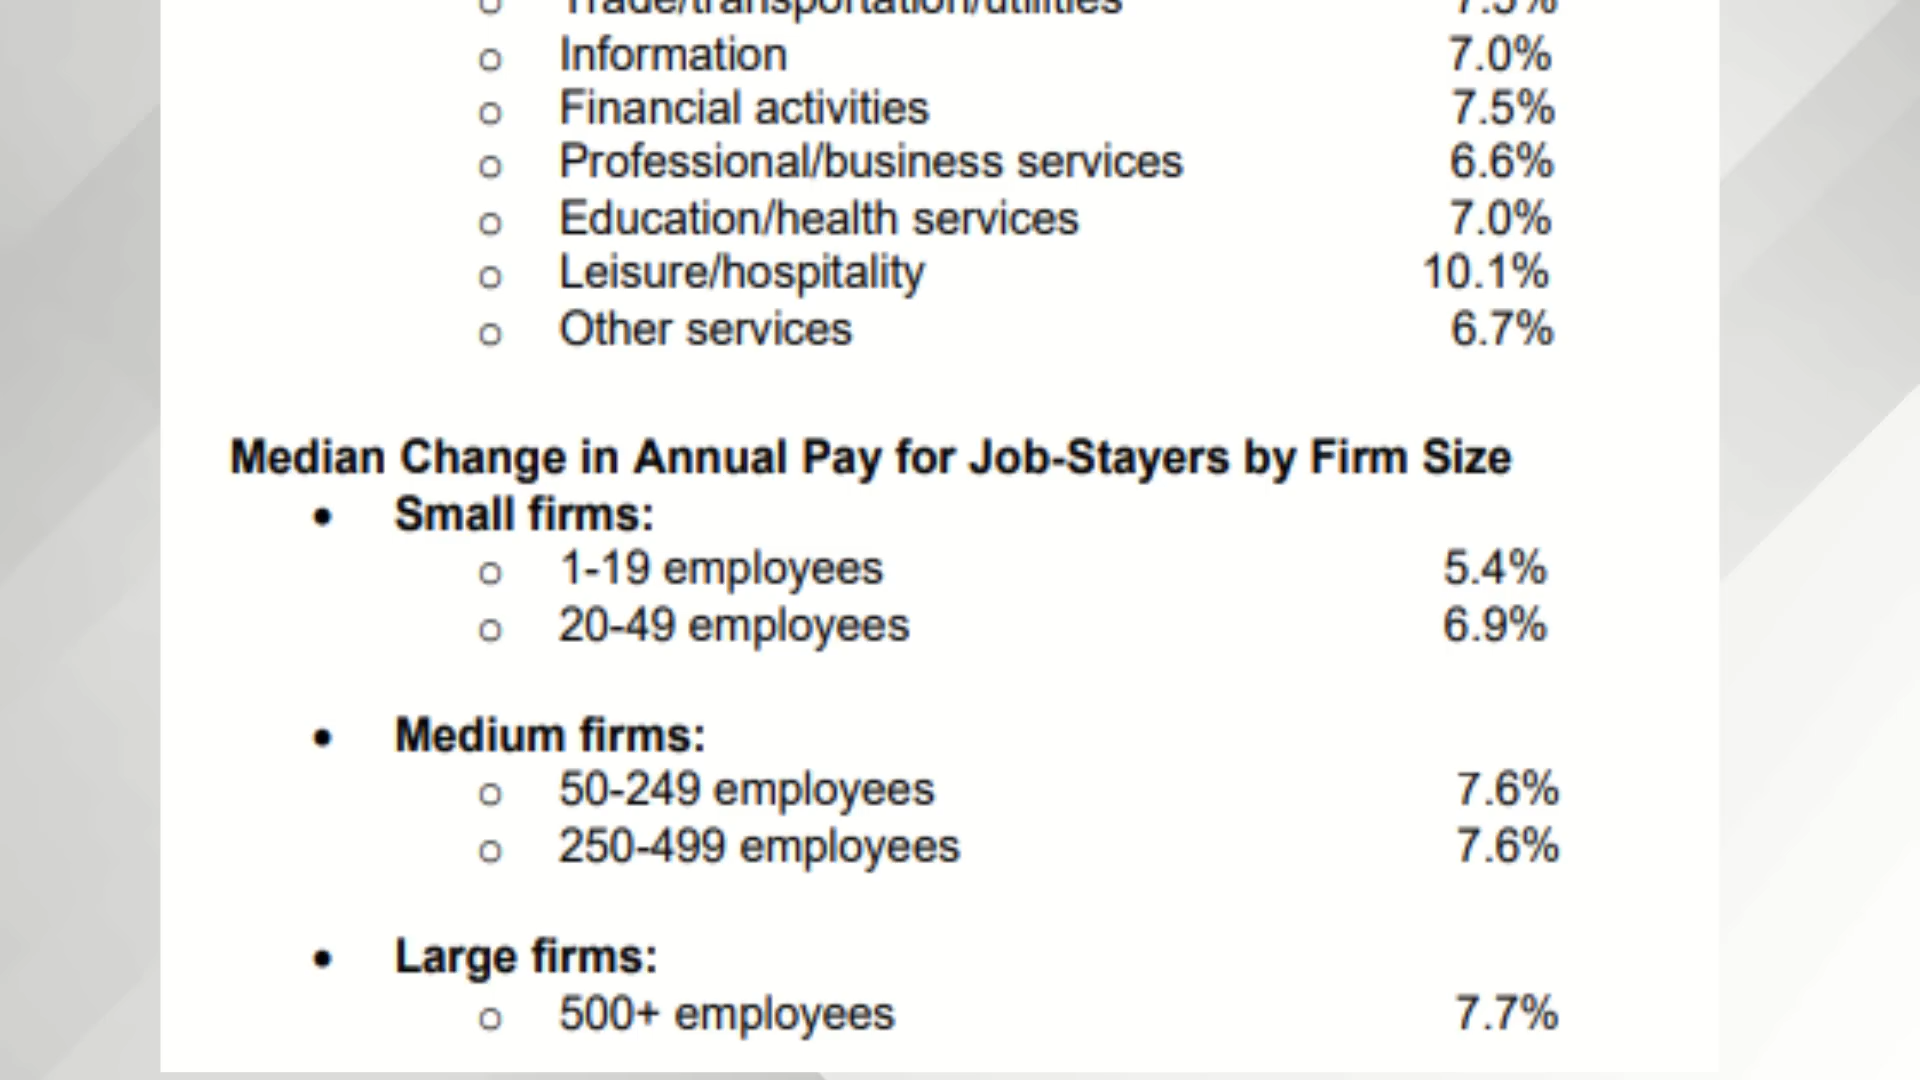 Trade/transportation/utilities
Information 7.0%
Financial activities 7.5%
Professional/business services 6.6%
Education/health services 7.0%
Leisure/hospitality 10.1%
Other services 6.7%
Median Change in Annual Pay for Job-Stayers by Firm Size
• Small firms:
1-19 employees 5.4%
20-49 employees 6.9%
• Medium firms:
50-249 employees 7.6%
250-499 employees 7.6%
• Large firms:
500+ employees 7.7%